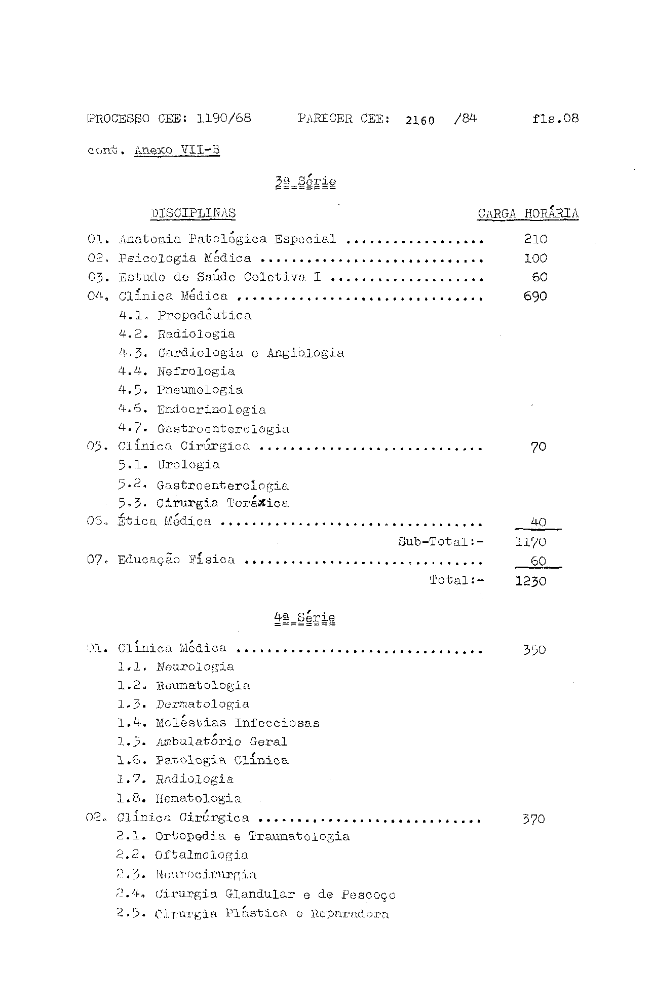 PROCESSO CEE: 1190/68 PARECER CEE: 2160 /84 fls.08
cont. Anexo VII-B
3ª Série
DISCIPLINAS CARGA HORÁRIA
01. Anatomia Patológica Especial .................. 210
02. Psicologia Médica ............................. 100
03. Estudo de Saúde Coletiva I .................... 60
04. Clínica Médica ................................ 690
4.1. Propedêutica
4.2. Radiologia
4.3. Cardiologia e Angiologia
4.4. Nefrologia
4.5. Pneumologia
4.6. Endocrinologia
4.7. Gastroenterologia
05. Clínica Cirúrgica ............................. 70
5.1. Urologia
5.2. Gastroenterologia
5.3. Cirurgia Toráxica
06. Ética Médica .................................. 40
Sub-Total:- 1170
07. Educação Física ............................... 60
Total:- 1230
4ª Série
01. Clínica Médica ................................ 350
1.1. Neurologia
1.2. Reumatologia
1.3. Dermatologia
1.4. Moléstias Infecciosas
1.5. Ambulatório Geral
1.6. Patologia Clínica
1.7. Radiologia
1.8. Hematologia
02. Clínica Cirúrgica ............................. 370
2.1. Ortopedia e Traumatologia
2.2. Oftalmologia
2.3. Neurocirurgia
2.4. Cirurgia Glandular e de Pescoço
2.5. Cirurgia Plástica e Reparadora